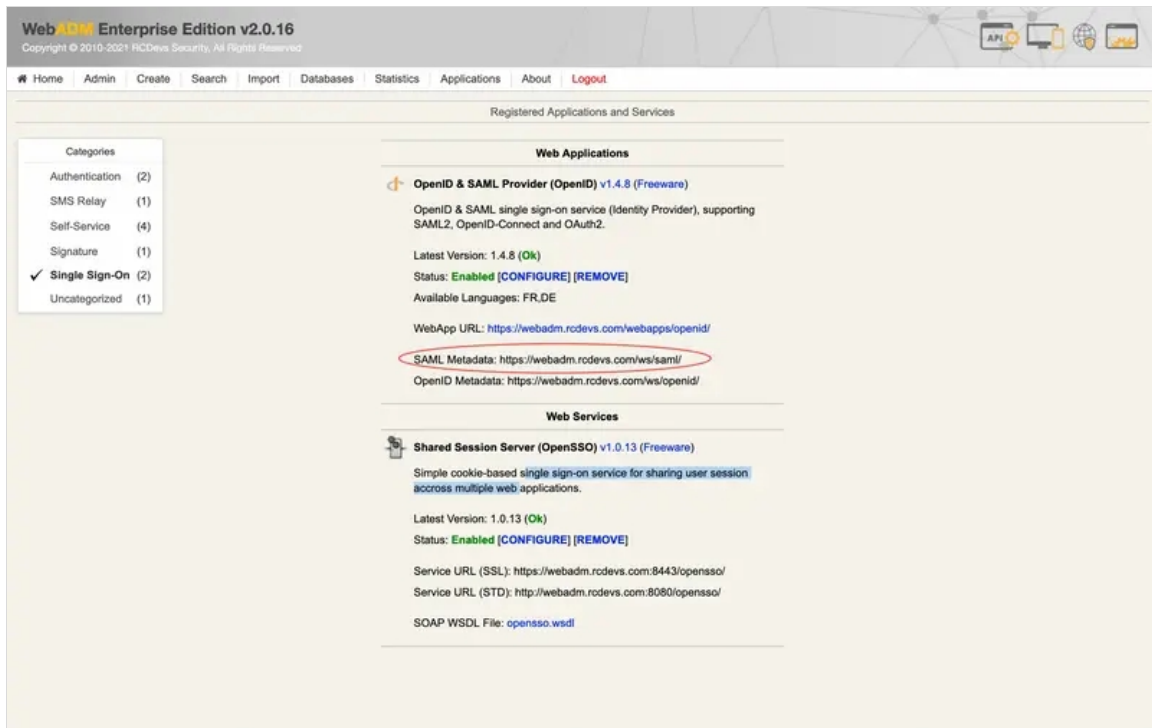 WebADM Enterprise Edition v2.0.16
Copyright © 2010-2021 RCDevs Security, All Rights Reserved
API
Home Admin Create Search Import Databases Statistics Applications About Logout
Registered Applications and Services
Categories
Authentication (2)
SMS Relay (1)
Self-Service (4)
Signature (1)
Single Sign-On (2)
Uncategorized (1)
Web Applications
OpenID & SAML Provider (OpenID) v1.4.8 (Freeware)
OpenID & SAML single sign-on service (Identity Provider), supporting
SAML2, OpenID-Connect and OAuth2.
Latest Version: 1.4.8 (Ok)
Status: Enabled [CONFIGURE] [REMOVE]
Available Languages: FR,DE
WebApp URL: https://webadm.rcdevs.com/webapps/openid/
SAML Metadata: https://webadm.rcdevs.com/ws/saml/
OpenID Metadata: https://webadm.rcdevs.com/ws/openid/
Web Services
Shared Session Server (OpenSSO) v1.0.13 (Freeware)
Simple cookie-based single sign-on service for sharing user session
accross multiple web applications.
Latest Version: 1.0.13 (Ok)
Status: Enabled [CONFIGURE] [REMOVE]
Service URL (SSL): https://webadm.rcdevs.com:8443/opensso/
Service URL (STD): http://webadm.rcdevs.com:8080/opensso/
SOAP WSDL File: opensso.wsdl